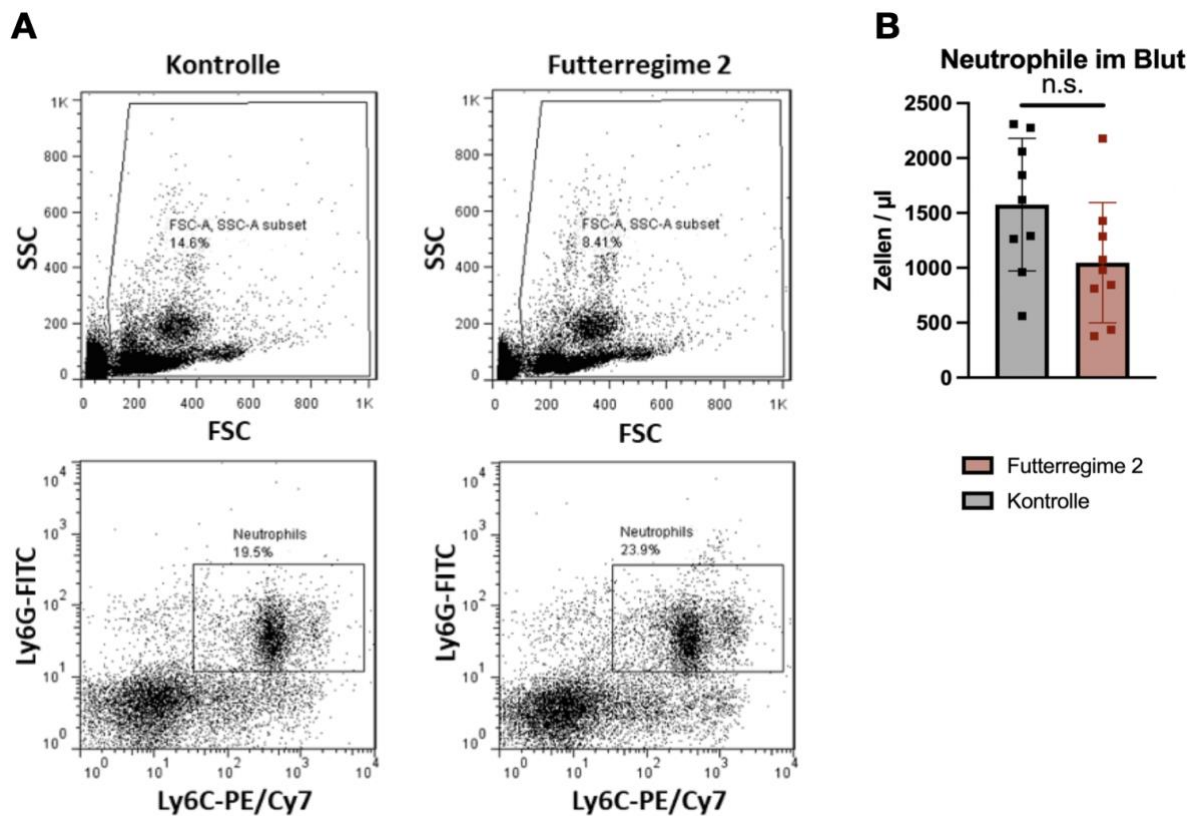 A
B
Kontrolle
Futterregime 2
Neutrophile im Blut
n.s.
SSC
1K
800
600
400
200
0
FSC-A, SSC-A subset
14.6%
0 200 400 600 800 1K
FSC
SSC
1K
800
600
400
200
0
FSC-A, SSC-A subset
8.41%
0 200 400 600 800 1K
FSC
Zellen / µl
2500
2000
1500
1000
500
0
Futterregime 2
Kontrolle
Ly6G-FITC
10^4
10^3
10^2
10^1
10^0
Neutrophils
19.5%
10^0 10^1 10^2 10^3 10^4
Ly6C-PE/Cy7
Ly6G-FITC
10^4
10^3
10^2
10^1
10^0
Neutrophils
23.9%
10^0 10^1 10^2 10^3 10^4
Ly6C-PE/Cy7